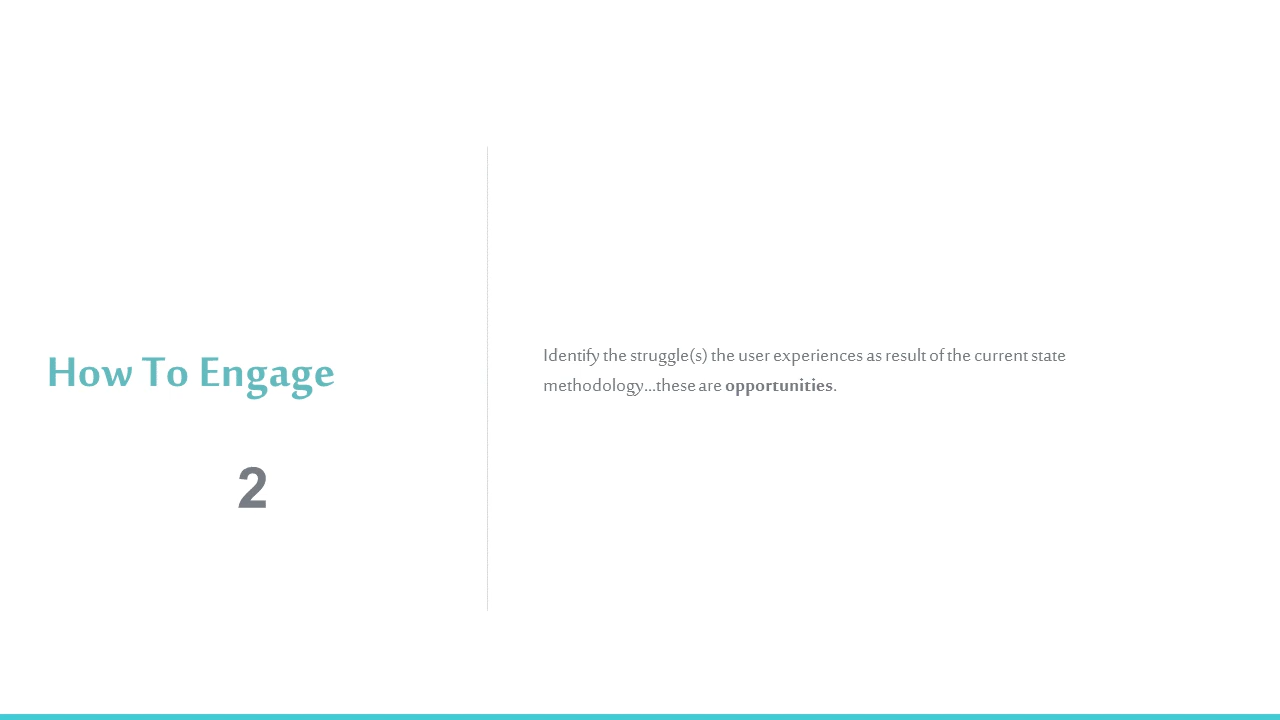 How To Engage
2
Identify the struggle(s) the user experiences as result of the current state
methodology...these are opportunities.